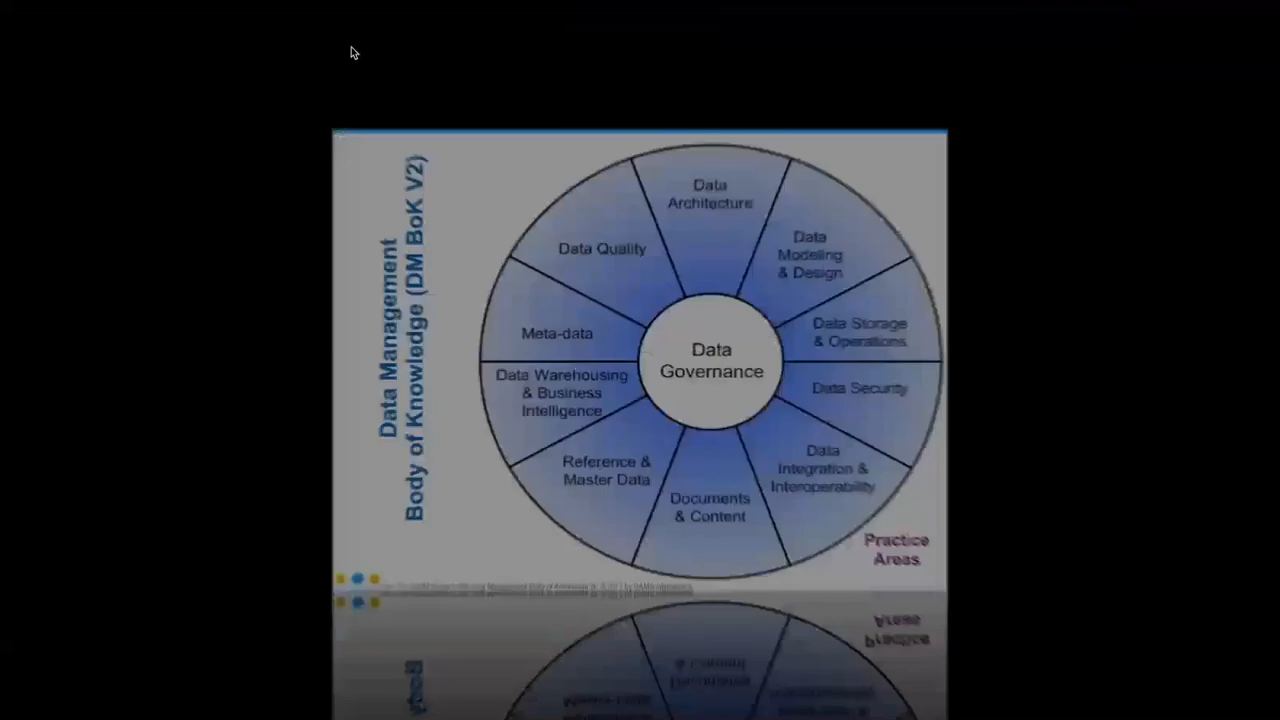 Data Management
Body of Knowledge (DM BoK V2)
Data
Architecture
Data
Modeling
& Design
Data Storage
& Operations
Data Security
Data
Integration &
Interoperability
Documents
& Content
Reference &
Master Data
Data Warehousing
& Business
Intelligence
Meta-data
Data Quality
Data
Governance
Practice
Areas